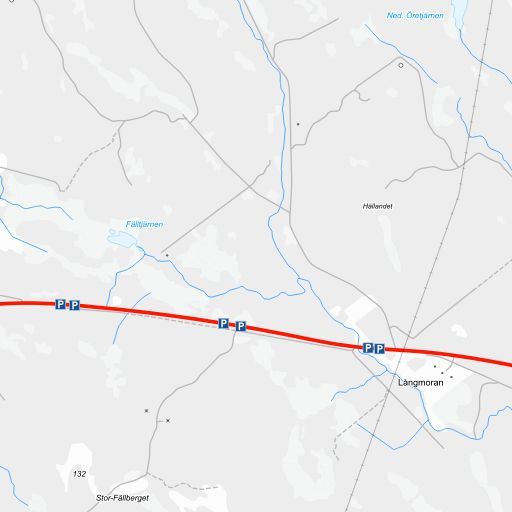 Ned. Öretjärnen
Hällandet
Fälltjärnen
P P
P P
P P
Långmoran
132
Stor-Fällberget